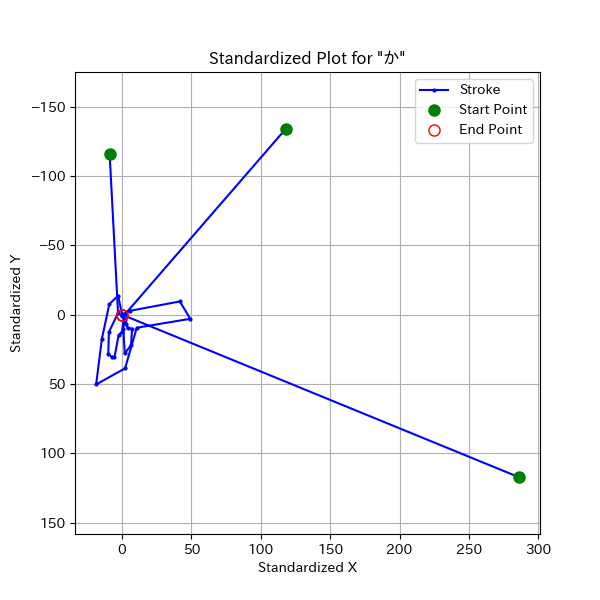 Standardized Plot for "か"
Stroke
Start Point
End Point
−150
−100
−50
0
50
100
150
Standardized Y
0 50 100 150 200 250 300
Standardized X